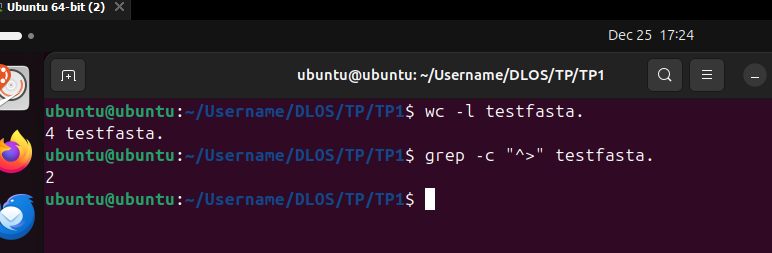 Ubuntu 64-bit (2)
Dec 25 17:24
ubuntu@ubuntu: ~/Username/DLOS/TP/TP1
ubuntu@ubuntu:~/Username/DLOS/TP/TP1$ wc -l testfasta.
4 testfasta.
ubuntu@ubuntu:~/Username/DLOS/TP/TP1$ grep -c "^>" testfasta.
2
ubuntu@ubuntu:~/Username/DLOS/TP/TP1$